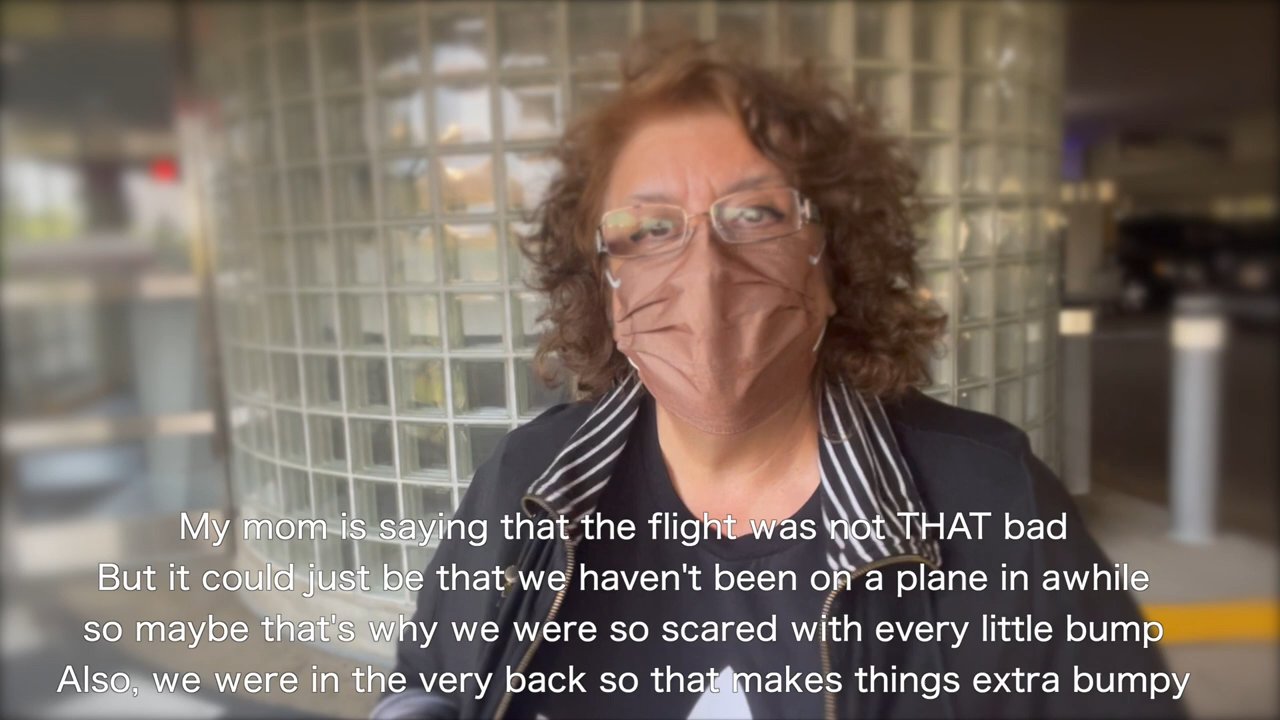 My mom is saying that the flight was not THAT bad
But it could just be that we haven't been on a plane in awhile
so maybe that's why we were so scared with every little bump
Also, we were in the very back so that makes things extra bumpy